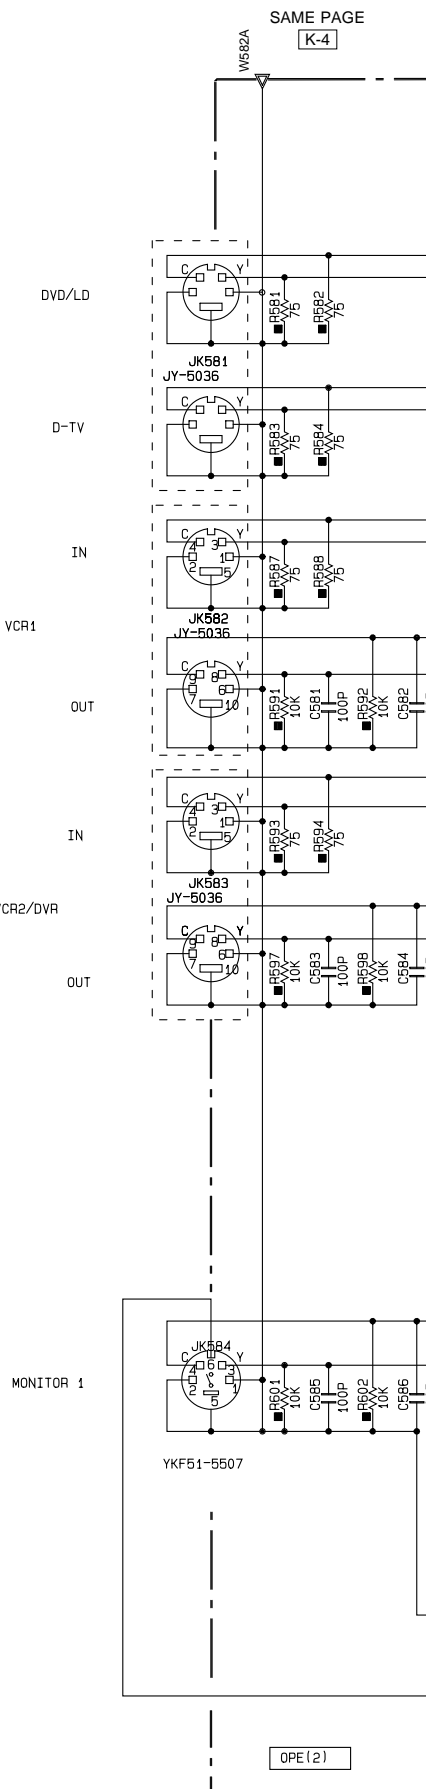 SAME PAGE
K-4
W582A
DVD/LD
C Y
R581
75
R582
75
JK581
JY-5036
D-TV
C Y
R583
75
R584
75
IN
C Y
4 3
2 1
5
R587
75
R588
75
VCR1
JK582
JY-5036
OUT
C Y
9 8
7 6
10
R591
10K
C581
100P
R592
10K
C582
IN
C Y
4 3
2 1
5
R593
75
R594
75
JK583
JY-5036
CR2/DVR
OUT
C Y
9 8
7 6
10
R597
10K
C583
100P
R598
10K
C584
MONITOR 1
JK584
C 6 Y
4 3
2 1
5
R601
10K
C585
100P
R602
10K
C586
YKF51-5507
OPE(2)